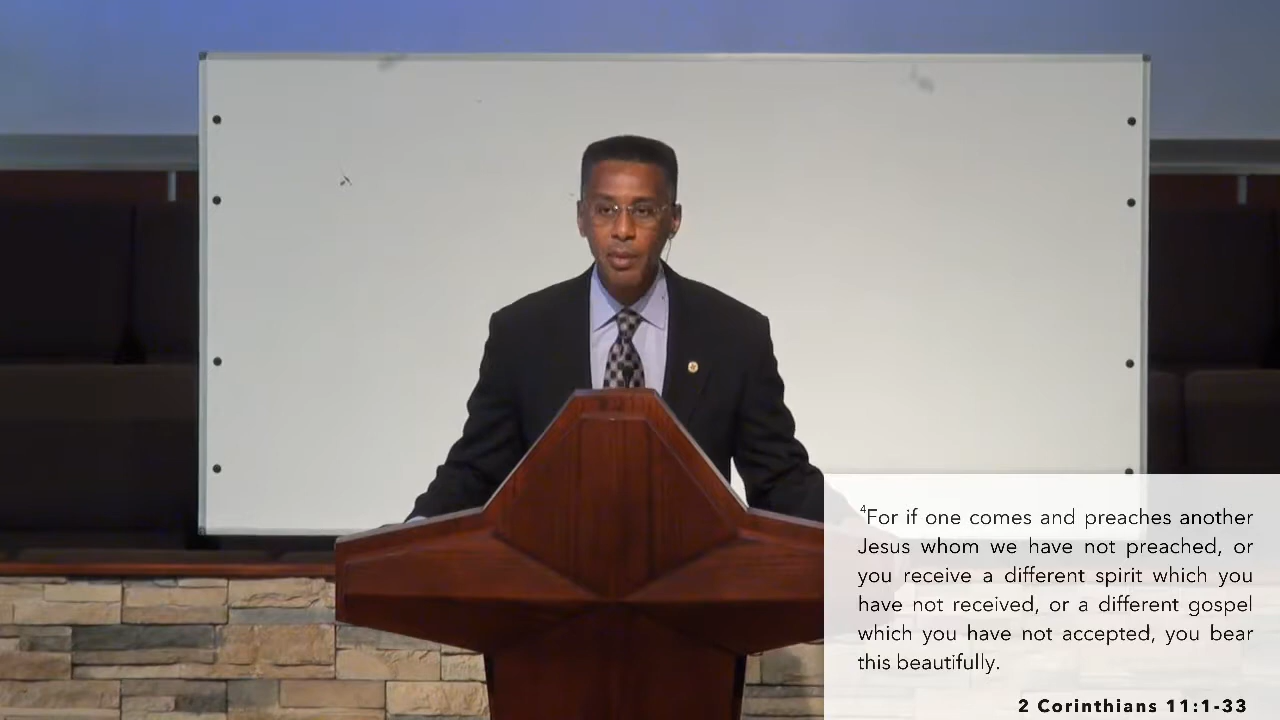 ⁴For if one comes and preaches another
Jesus whom we have not preached, or
you receive a different spirit which you
have not received, or a different gospel
which you have not accepted, you bear
this beautifully.
2 Corinthians 11:1-33